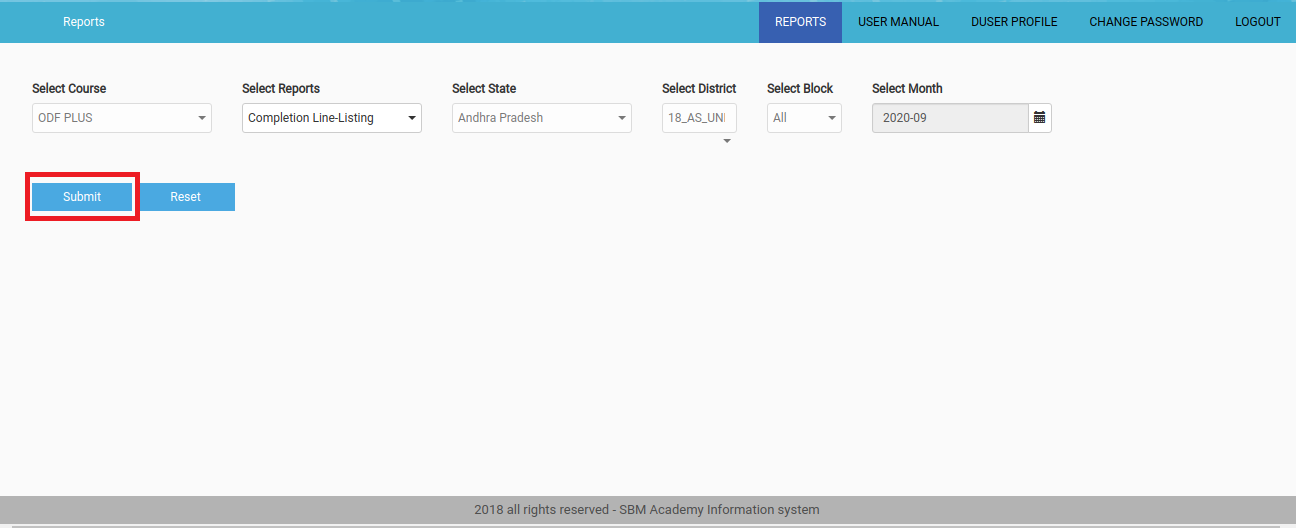 Reports REPORTS USER MANUAL DUSER PROFILE CHANGE PASSWORD LOGOUT
Select Course Select Reports Select State Select District Select Block Select Month
ODF PLUS Completion Line-Listing Andhra Pradesh 18_AS_UNI All 2020-09
Submit Reset
2018 all rights reserved - SBM Academy Information system